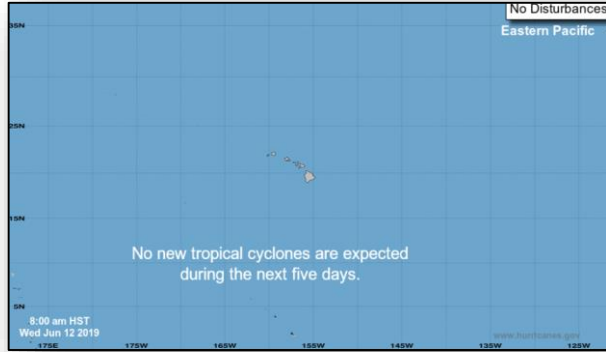 No Disturbances
35N
Eastern Pacific
25N
15N
No new tropical cyclones are expected
during the next five days.
5N
8:00 am HST
Wed Jun 12 2019
www.hurricanes.gov
175E
175W
165W
155W
145W
135W
125W